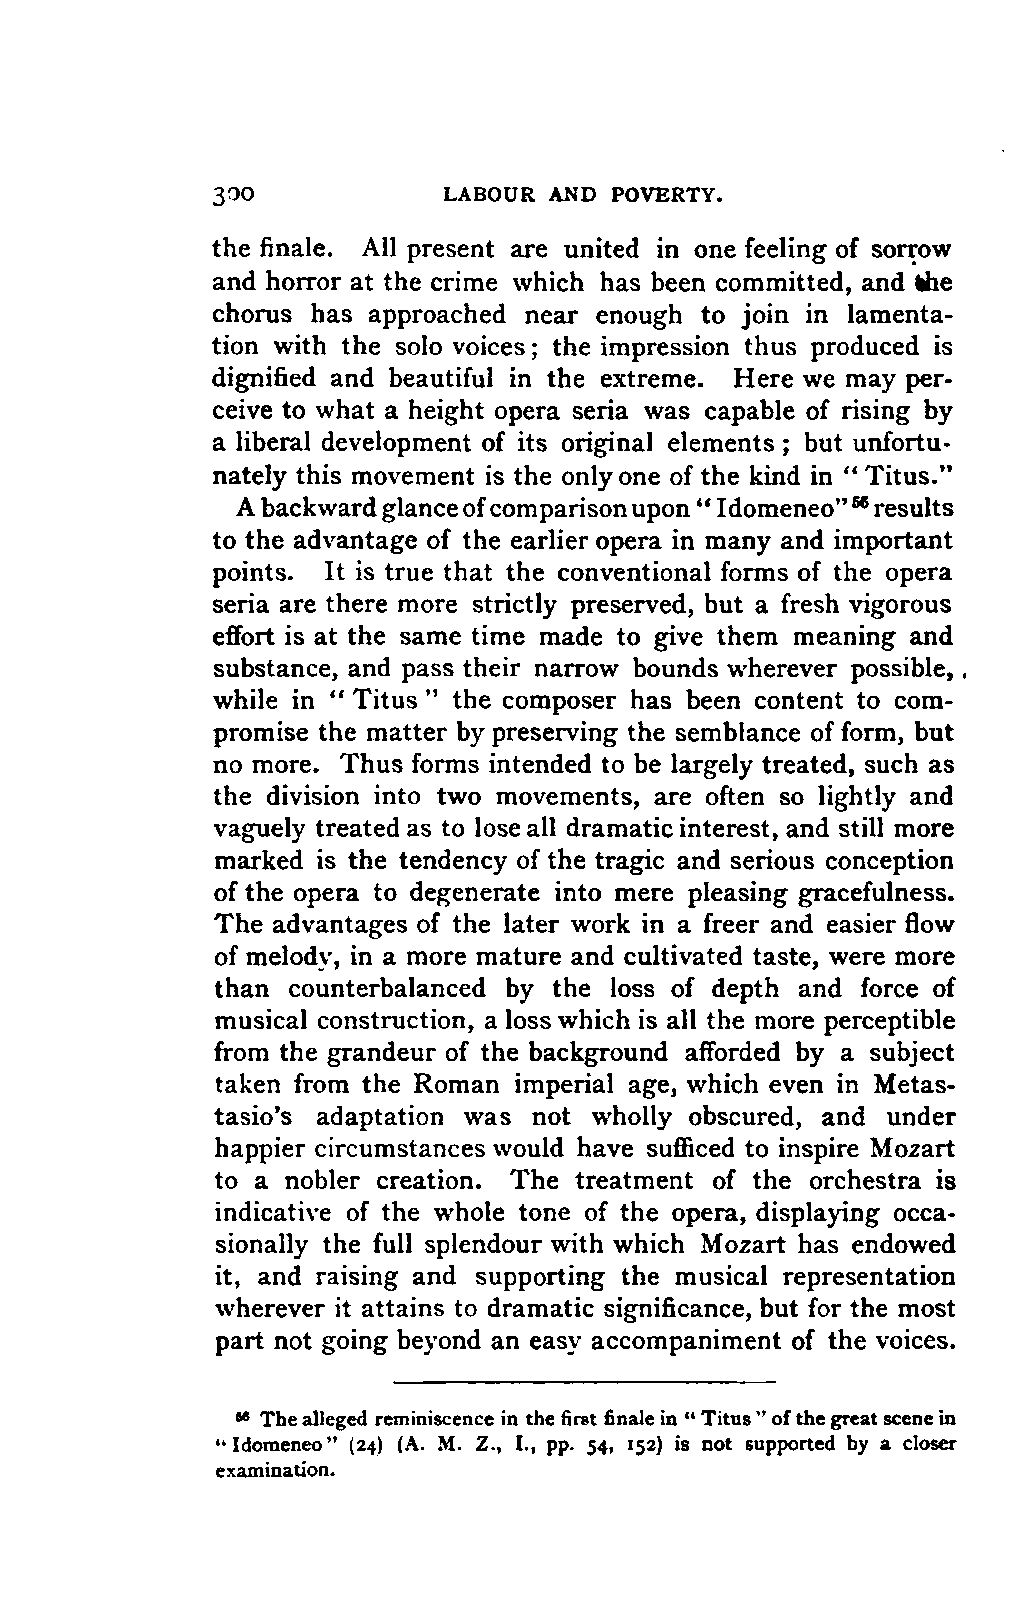 300 LABOUR AND POVERTY.
the finale. All present are united in one feeling of sorrow
and horror at the crime which has been committed, and the
chorus has approached near enough to join in lamenta-
tion with the solo voices; the impression thus produced is
dignified and beautiful in the extreme. Here we may per-
ceive to what a height opera seria was capable of rising by
a liberal development of its original elements; but unfortu-
nately this movement is the only one of the kind in "Titus."
A backward glance of comparison upon "Idomeneo"⁵⁶ results
to the advantage of the earlier opera in many and important
points. It is true that the conventional forms of the opera
seria are there more strictly preserved, but a fresh vigorous
effort is at the same time made to give them meaning and
substance, and pass their narrow bounds wherever possible,
while in "Titus" the composer has been content to com-
promise the matter by preserving the semblance of form, but
no more. Thus forms intended to be largely treated, such as
the division into two movements, are often so lightly and
vaguely treated as to lose all dramatic interest, and still more
marked is the tendency of the tragic and serious conception
of the opera to degenerate into mere pleasing gracefulness.
The advantages of the later work in a freer and easier flow
of melody, in a more mature and cultivated taste, were more
than counterbalanced by the loss of depth and force of
musical construction, a loss which is all the more perceptible
from the grandeur of the background afforded by a subject
taken from the Roman imperial age, which even in Metas-
tasio's adaptation was not wholly obscured, and under
happier circumstances would have sufficed to inspire Mozart
to a nobler creation. The treatment of the orchestra is
indicative of the whole tone of the opera, displaying occa-
sionally the full splendour with which Mozart has endowed
it, and raising and supporting the musical representation
wherever it attains to dramatic significance, but for the most
part not going beyond an easy accompaniment of the voices.
⁵⁶ The alleged reminiscence in the first finale in "Titus" of the great scene in
"Idomeneo" (24) (A. M. Z., I., pp. 54, 152) is not supported by a closer
examination.